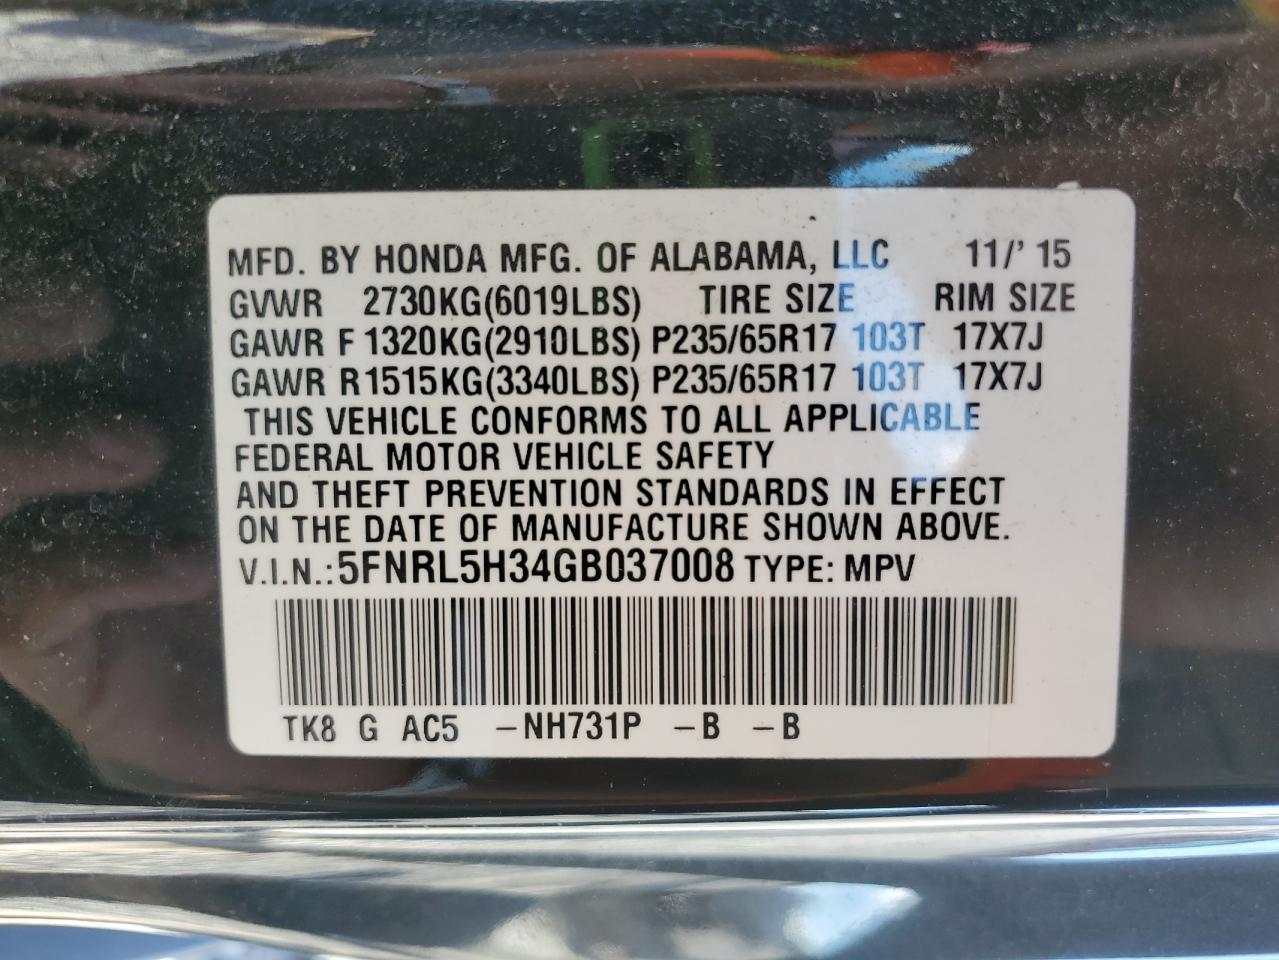 MFD. BY HONDA MFG. OF ALABAMA, LLC 11/' 15
GVWR 2730KG(6019LBS) TIRE SIZE RIM SIZE
GAWR F 1320KG(2910LBS) P235/65R17 103T 17X7J
GAWR R1515KG(3340LBS) P235/65R17 103T 17X7J
THIS VEHICLE CONFORMS TO ALL APPLICABLE
FEDERAL MOTOR VEHICLE SAFETY
AND THEFT PREVENTION STANDARDS IN EFFECT
ON THE DATE OF MANUFACTURE SHOWN ABOVE.
V.I.N.:5FNRL5H34GB037008 TYPE: MPV
TK8 G AC5 -NH731P -B -B